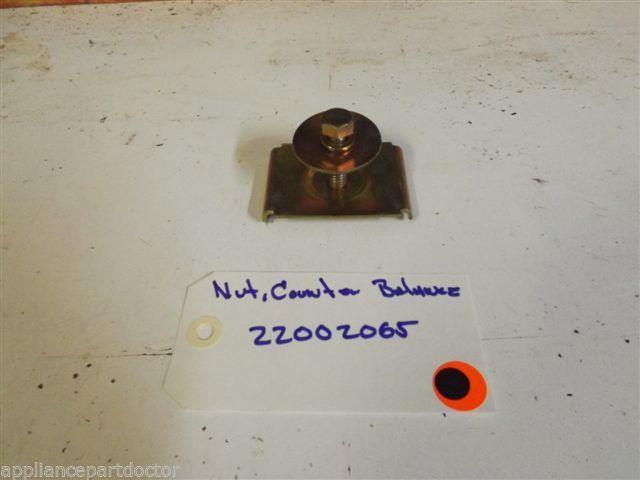 Nut, Counter Balance
22002065
appliancepartdoctor